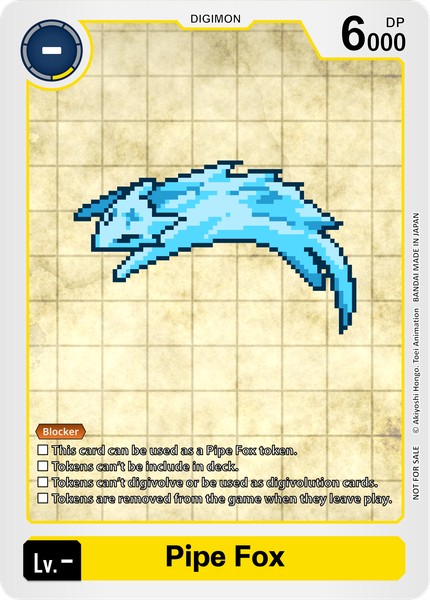 DIGIMON
-
DP
6000
© Akiyoshi Hongo, Toei Animation BANDAI MADE IN JAPAN
NOT FOR SALE
Blocker
□ This card can be used as a Pipe Fox token.
□ Tokens can't be include in deck.
□ Tokens can't digivolve or be used as digivolution cards.
□ Tokens are removed from the game when they leave play.
Lv.-
Pipe Fox